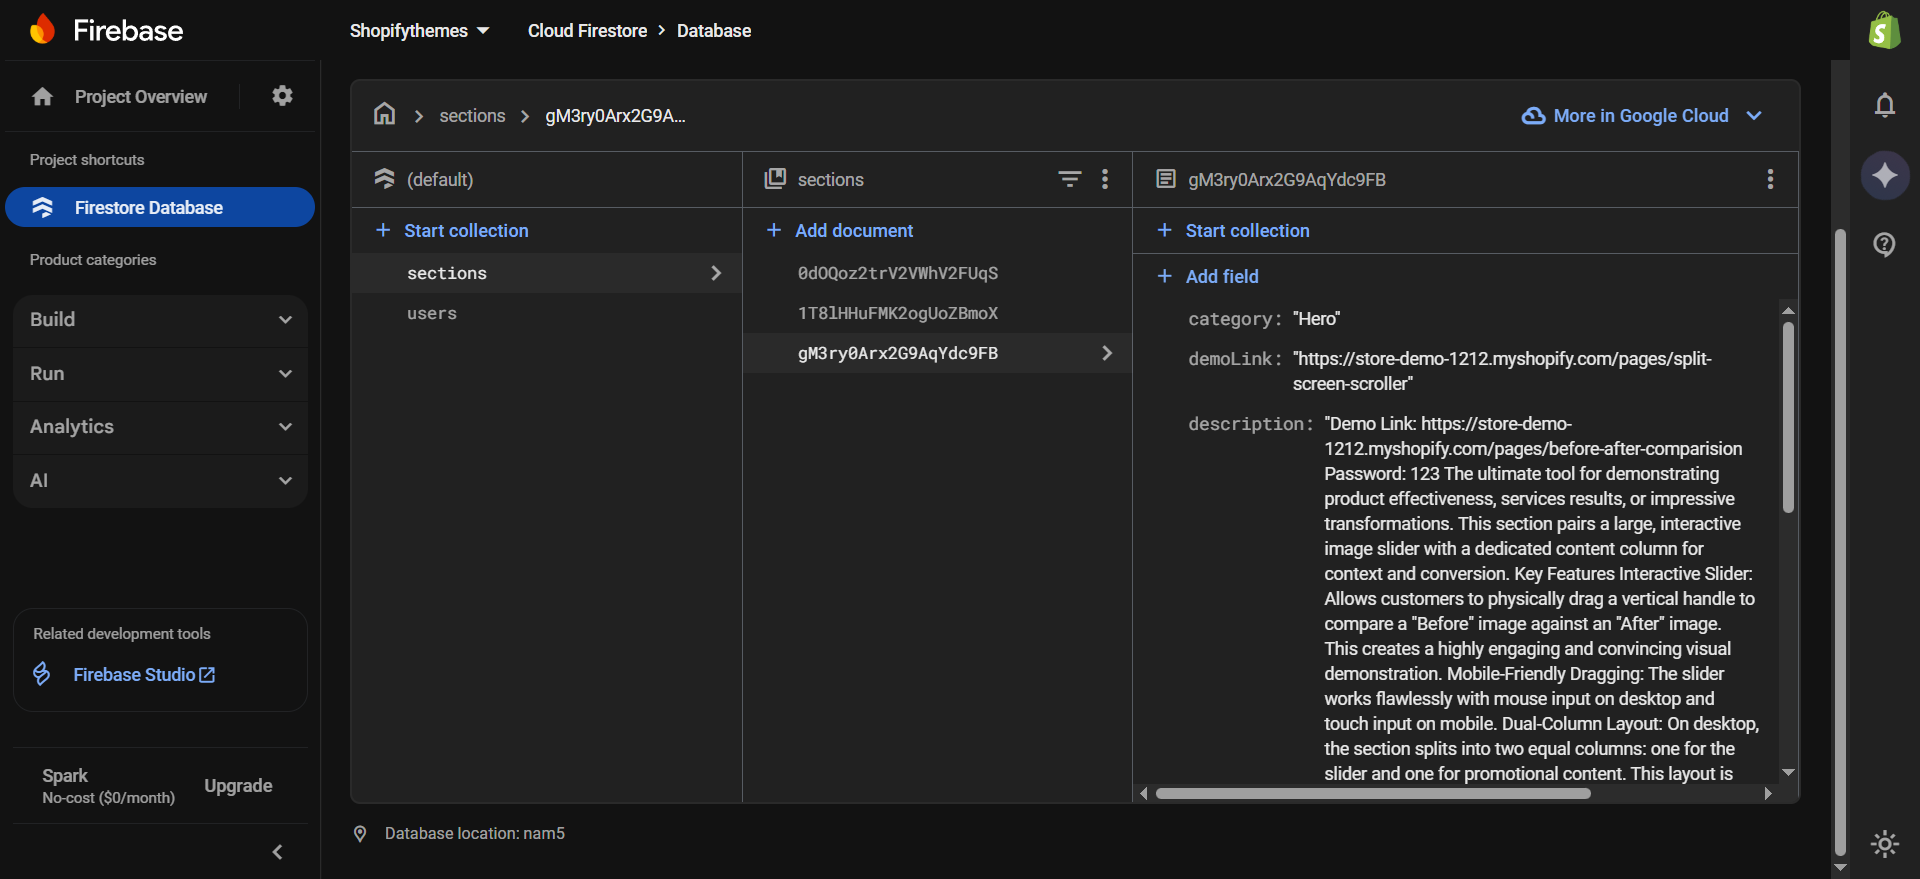 Firebase
Shopifythemes
Cloud Firestore > Database
Project Overview
Project shortcuts
Firestore Database
Product categories
Build
Run
Analytics
AI
Related development tools
Firebase Studio
Spark
No-cost ($0/month)
Upgrade
sections
gM3ry0Arx2G9A...
More in Google Cloud
(default)
Start collection
sections
users
sections
Add document
0dOQoz2trV2VWhV2FUqS
1T8lHHuFMK2ogUoZBmoX
gM3ry0Arx2G9AqYdc9FB
gM3ry0Arx2G9AqYdc9FB
Start collection
Add field
category: "Hero"
demoLink: "https://store-demo-1212.myshopify.com/pages/split-
screen-scroller"
description: "Demo Link: https://store-demo-
1212.myshopify.com/pages/before-after-comparision
Password: 123 The ultimate tool for demonstrating
product effectiveness, services results, or impressive
transformations. This section pairs a large, interactive
image slider with a dedicated content column for
context and conversion. Key Features Interactive Slider:
Allows customers to physically drag a vertical handle to
compare a "Before" image against an "After" image.
This creates a highly engaging and convincing visual
demonstration. Mobile-Friendly Dragging: The slider
works flawlessly with mouse input on desktop and
touch input on mobile. Dual-Column Layout: On desktop,
the section splits into two equal columns: one for the
slider and one for promotional content. This layout is
Database location: nam5